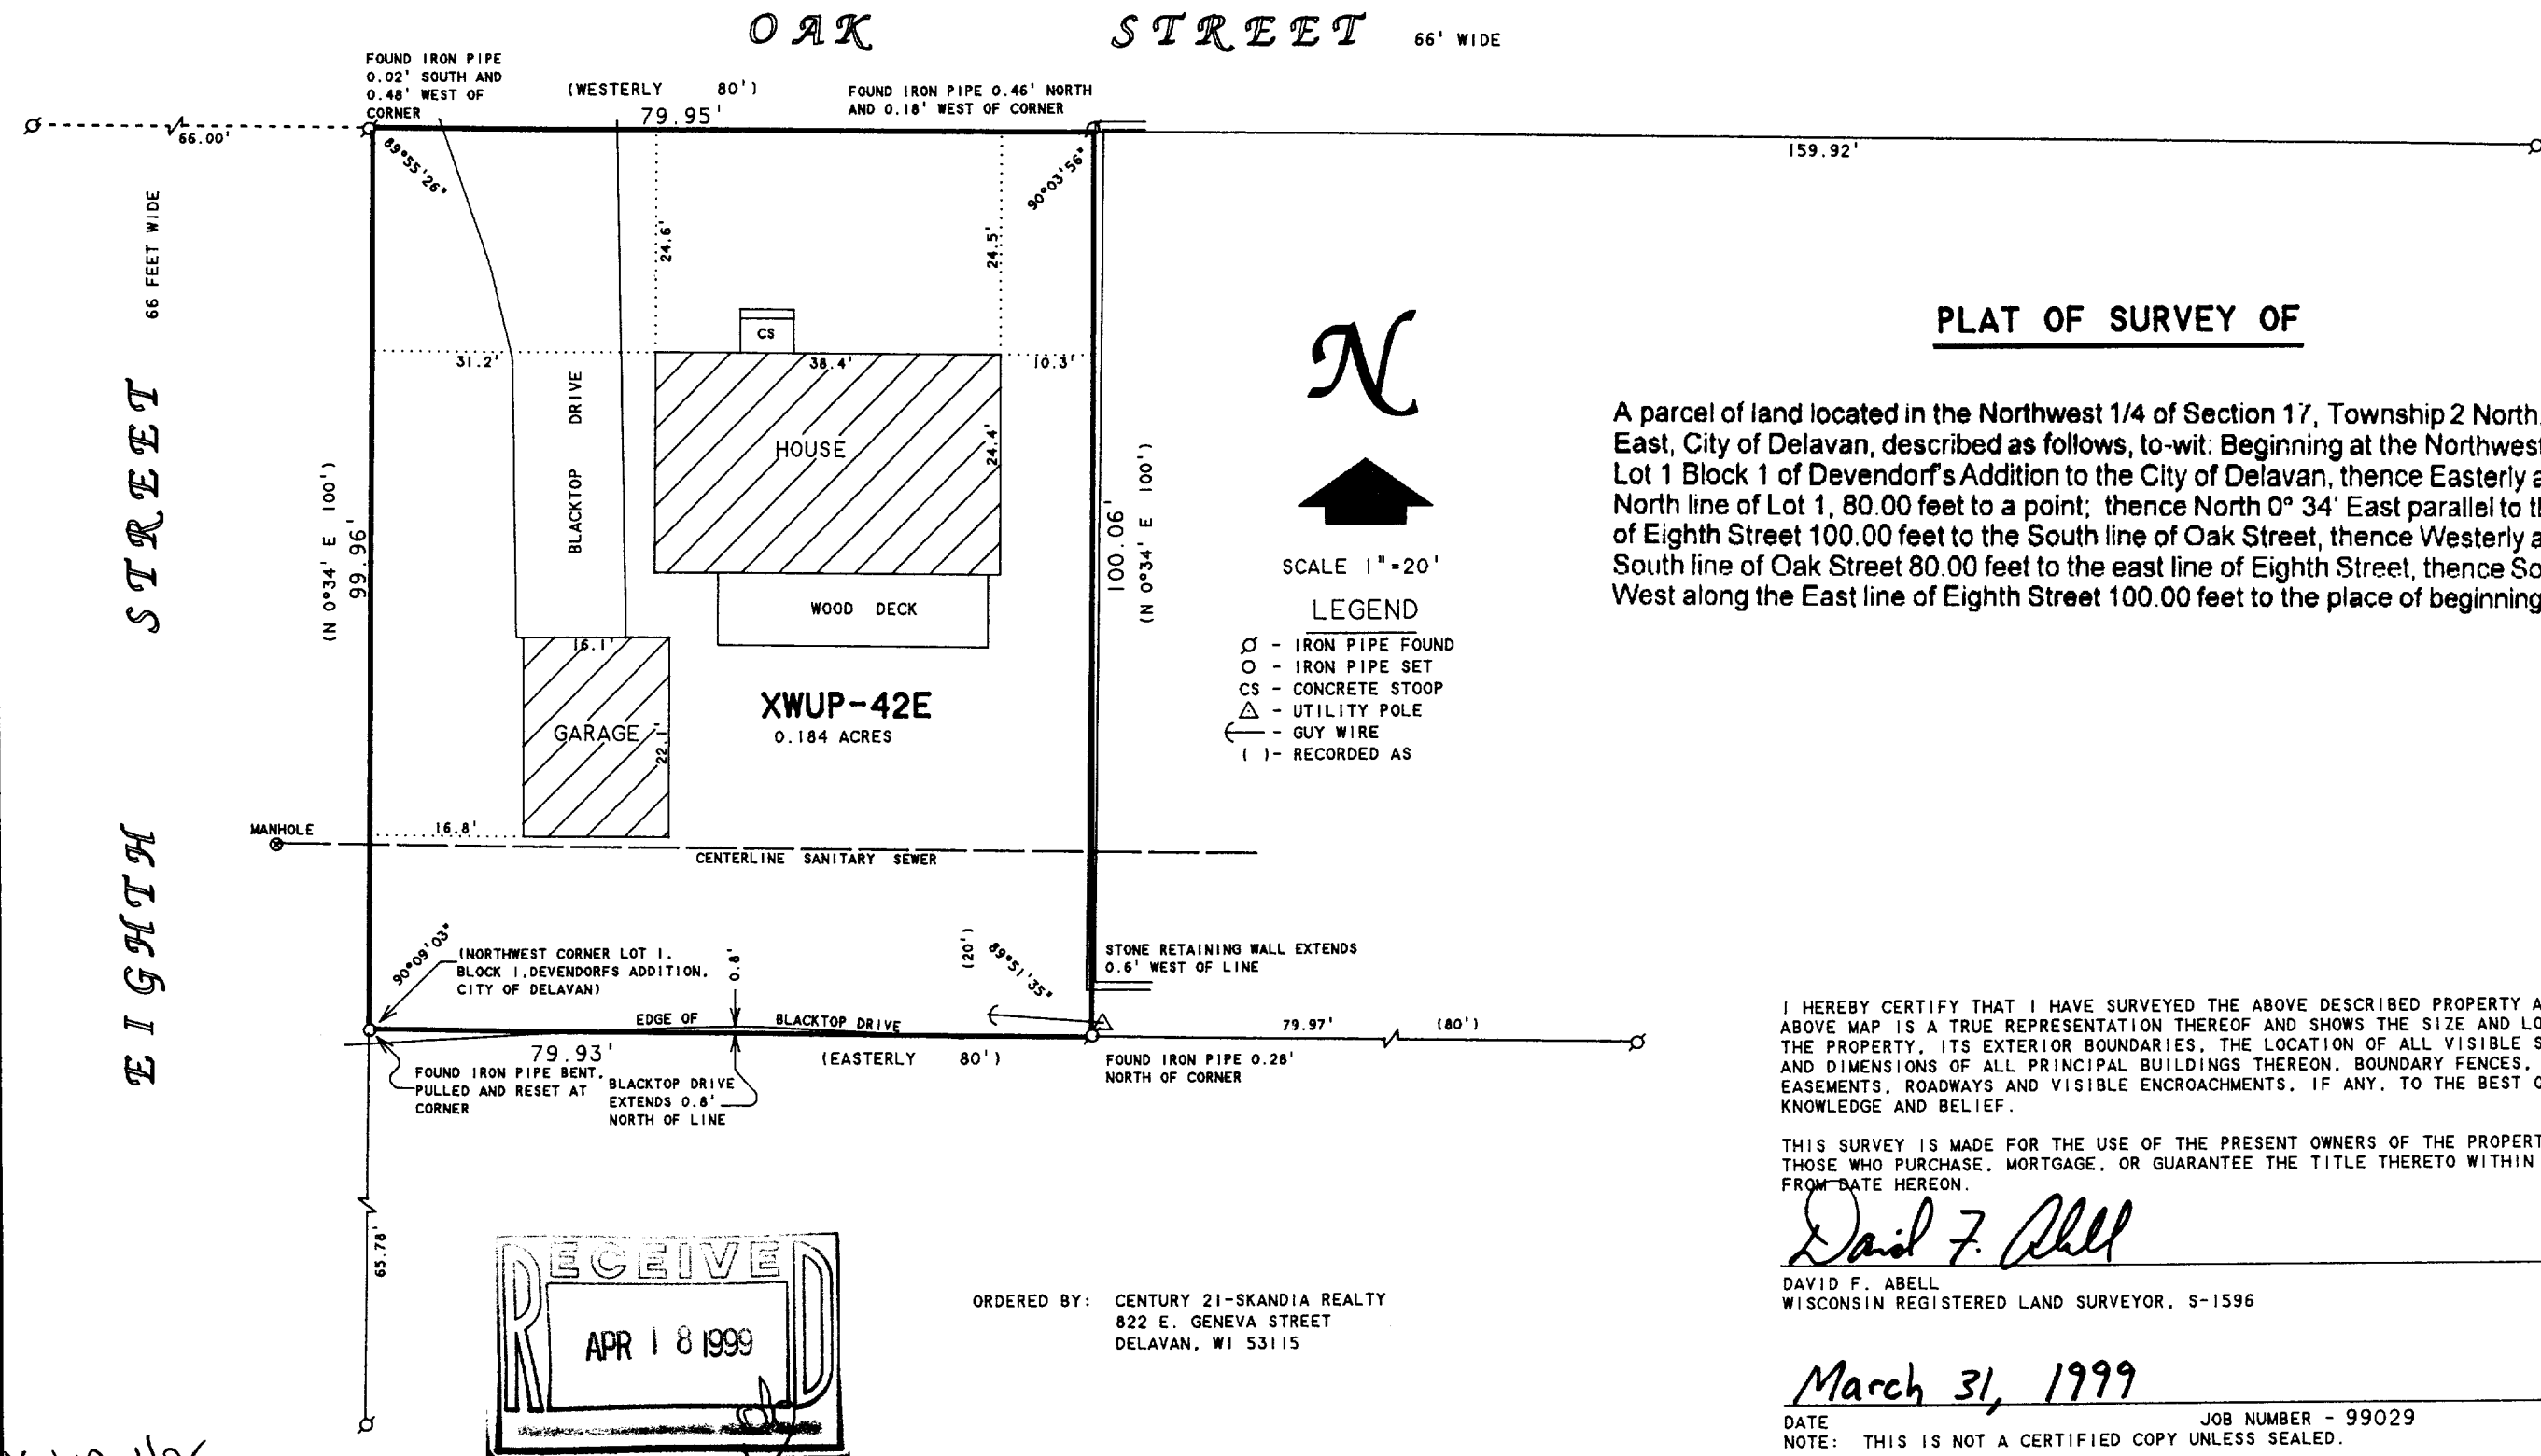 OAK STREET 66' WIDE
FOUND IRON PIPE
0.02' SOUTH AND
0.48' WEST OF
CORNER
(WESTERLY 80')
79.95'
FOUND IRON PIPE 0.46' NORTH
AND 0.18' WEST OF CORNER
66.00'
159.92'
89°55'26"
90°03'56"
EIGHTH STREET 66 FEET WIDE
24.6'
24.5'
CS
31.2'
38.4'
10.3'
BLACKTOP DRIVE
HOUSE
24.4'
(N 0°34' E 100')
99.96'
100.06'
(N 0°34' E 100')
WOOD DECK
16.1'
GARAGE
22.1'
XWUP-42E
0.184 ACRES
MANHOLE
16.8'
CENTERLINE SANITARY SEWER
90°09'03"
(NORTHWEST CORNER LOT 1,
BLOCK 1, DEVENDORFS ADDITION,
CITY OF DELAVAN)
0.8'
(20')
89°51'35"
STONE RETAINING WALL EXTENDS
0.6' WEST OF LINE
EDGE OF BLACKTOP DRIVE
79.97' (80')
79.93'
(EASTERLY 80')
FOUND IRON PIPE 0.28'
NORTH OF CORNER
FOUND IRON PIPE BENT,
PULLED AND RESET AT
CORNER
BLACKTOP DRIVE
EXTENDS 0.8'
NORTH OF LINE
65.78'
N
SCALE 1"=20'
LEGEND
- IRON PIPE FOUND
- IRON PIPE SET
CS - CONCRETE STOOP
- UTILITY POLE
- GUY WIRE
( )- RECORDED AS
PLAT OF SURVEY OF
A parcel of land located in the Northwest 1/4 of Section 17, Township 2 North,
East, City of Delavan, described as follows, to-wit: Beginning at the Northwest
Lot 1 Block 1 of Devendorf's Addition to the City of Delavan, thence Easterly a
North line of Lot 1, 80.00 feet to a point; thence North 0° 34' East parallel to th
of Eighth Street 100.00 feet to the South line of Oak Street, thence Westerly a
South line of Oak Street 80.00 feet to the east line of Eighth Street, thence So
West along the East line of Eighth Street 100.00 feet to the place of beginning
I HEREBY CERTIFY THAT I HAVE SURVEYED THE ABOVE DESCRIBED PROPERTY A
ABOVE MAP IS A TRUE REPRESENTATION THEREOF AND SHOWS THE SIZE AND LO
THE PROPERTY, ITS EXTERIOR BOUNDARIES, THE LOCATION OF ALL VISIBLE S
AND DIMENSIONS OF ALL PRINCIPAL BUILDINGS THEREON, BOUNDARY FENCES,
EASEMENTS, ROADWAYS AND VISIBLE ENCROACHMENTS, IF ANY, TO THE BEST O
KNOWLEDGE AND BELIEF.
THIS SURVEY IS MADE FOR THE USE OF THE PRESENT OWNERS OF THE PROPERT
THOSE WHO PURCHASE, MORTGAGE, OR GUARANTEE THE TITLE THERETO WITHIN
FROM DATE HEREON.
David F. Abell
DAVID F. ABELL
WISCONSIN REGISTERED LAND SURVEYOR, S-1596
March 31, 1999
DATE JOB NUMBER - 99029
NOTE: THIS IS NOT A CERTIFIED COPY UNLESS SEALED.
RECEIVED
APR 18 1999
ORDERED BY: CENTURY 21-SKANDIA REALTY
822 E. GENEVA STREET
DELAVAN, WI 53115